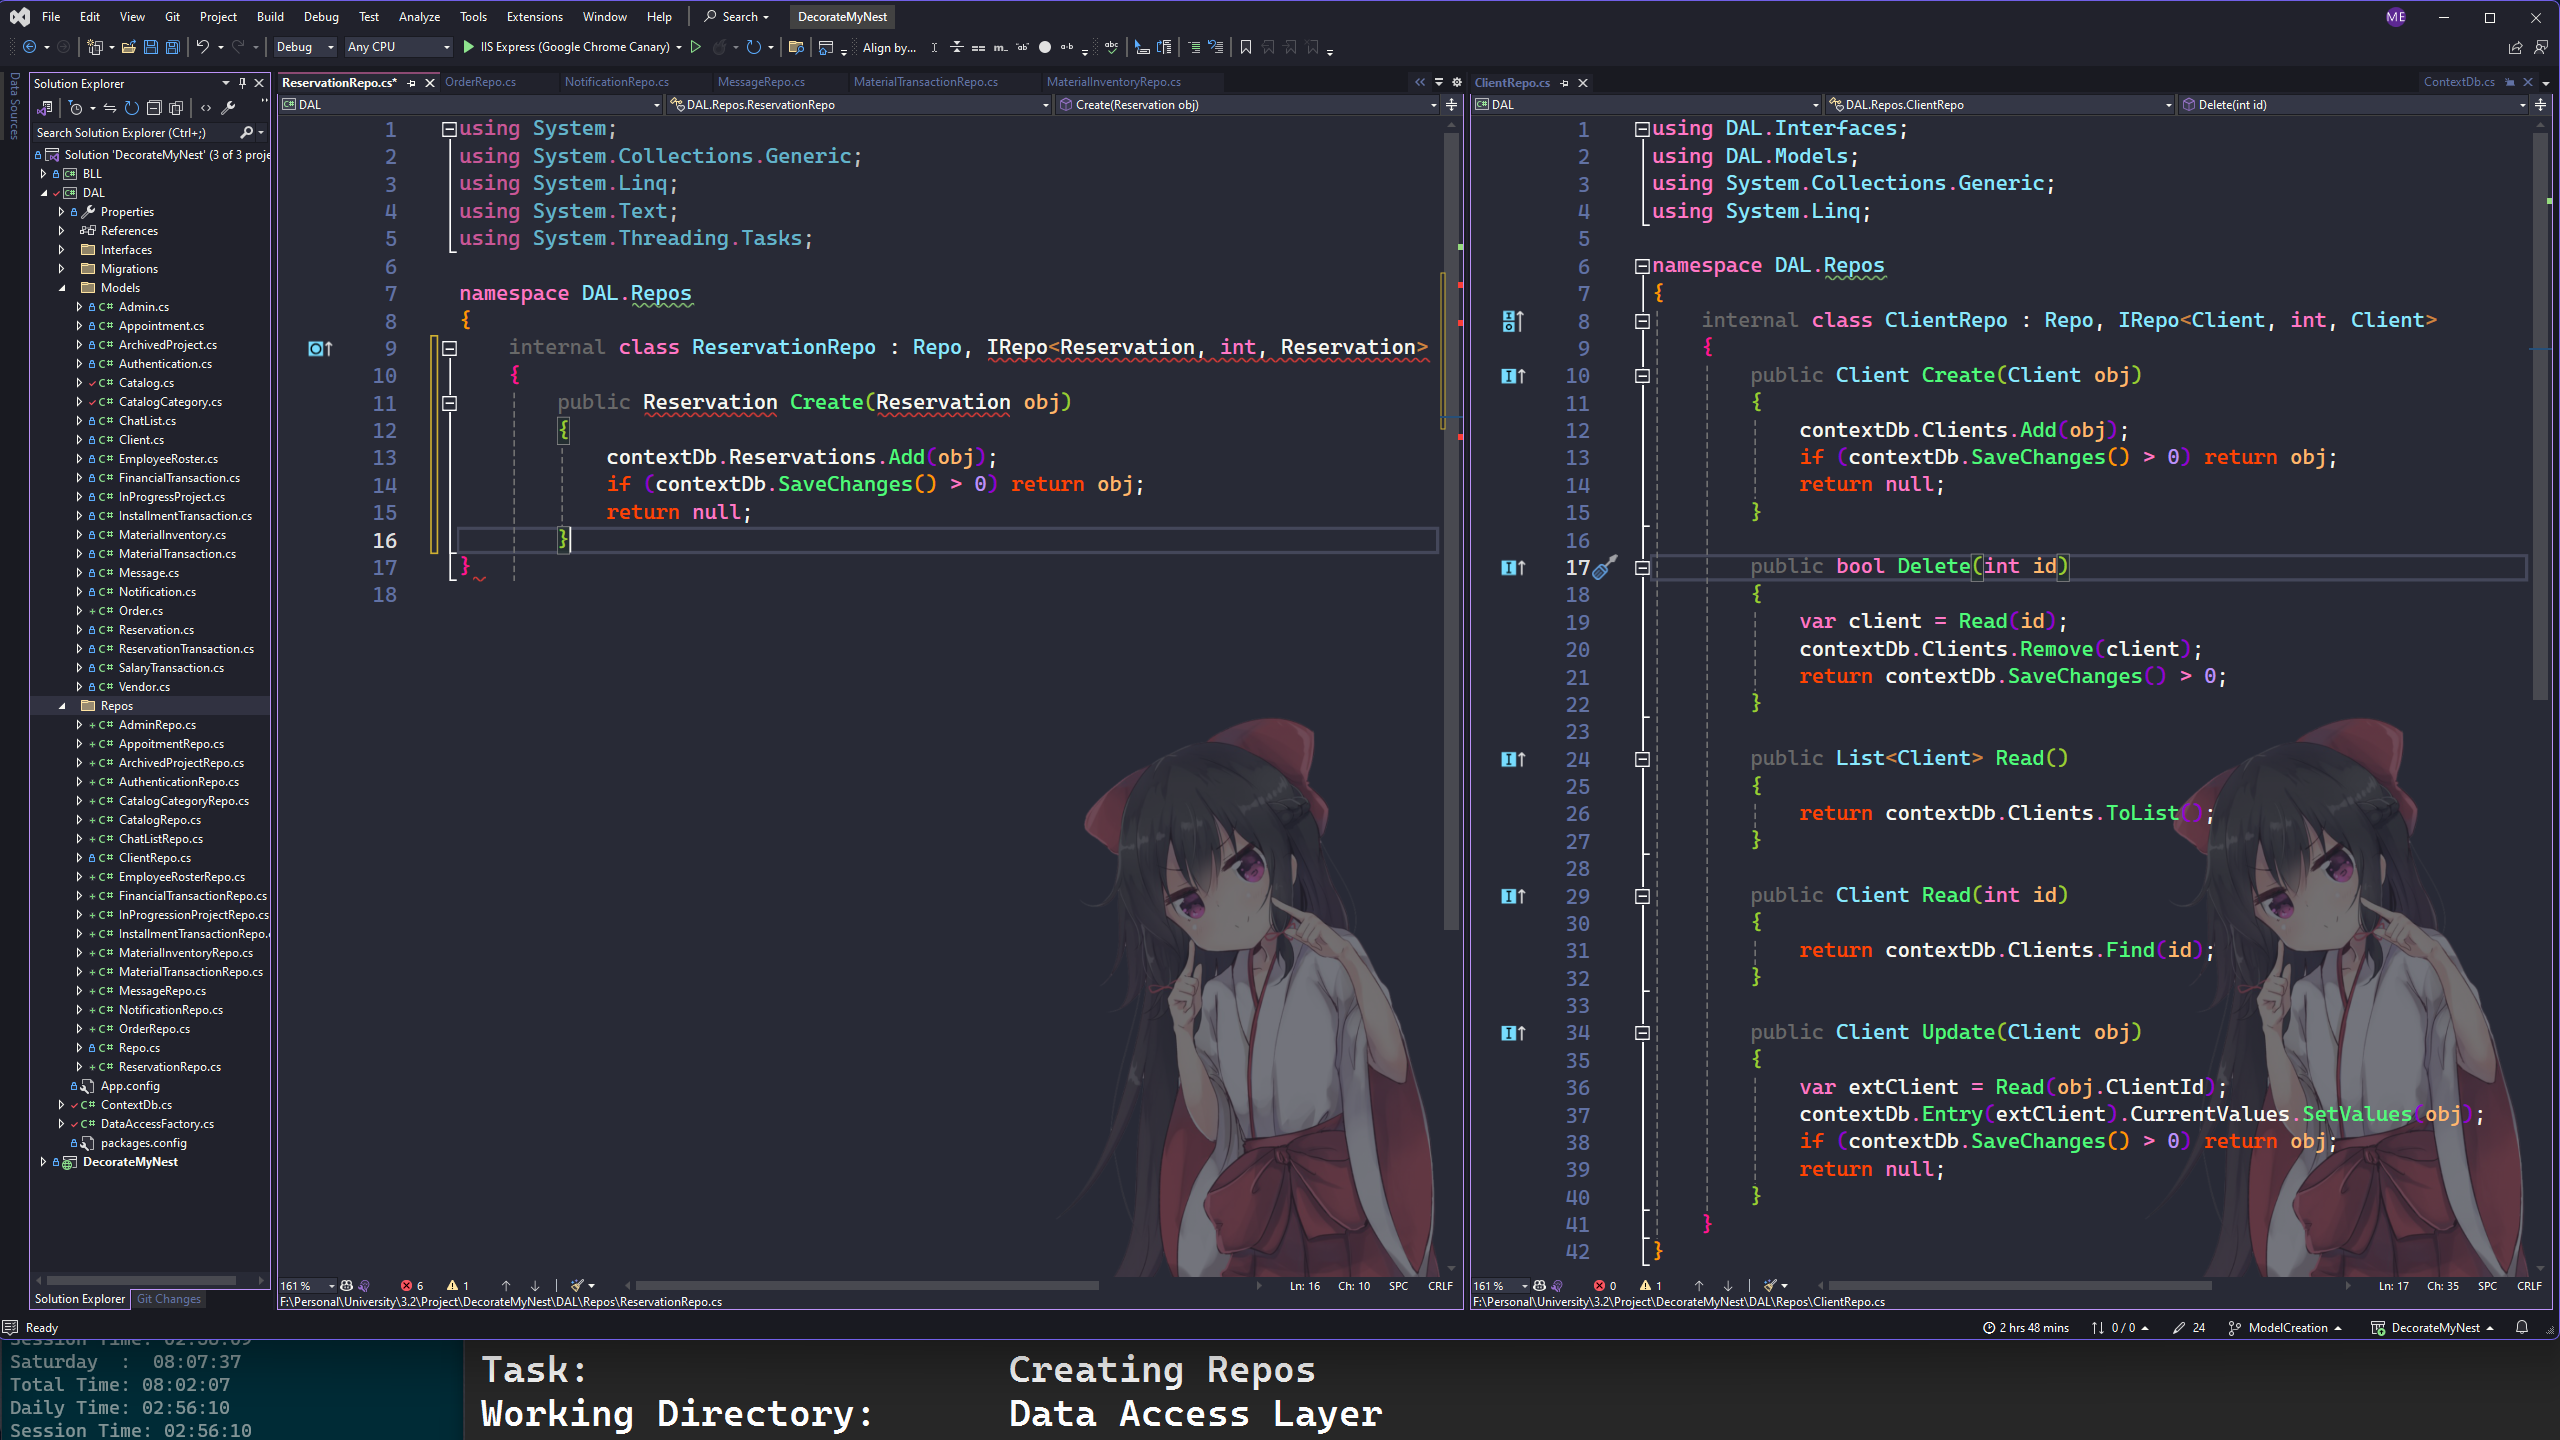 File Edit View Git Project Build Debug Test Analyze Tools Extensions Window Help Search DecorateMyNest ME
Debug Any CPU IIS Express (Google Chrome Canary) Align by...
Data Sources
Solution Explorer
Search Solution Explorer (Ctrl+;)
Solution 'DecorateMyNest' (3 of 3 proje
BLL
DAL
Properties
References
Interfaces
Migrations
Models
Admin.cs
Appointment.cs
ArchivedProject.cs
Authentication.cs
Catalog.cs
CatalogCategory.cs
ChatList.cs
Client.cs
EmployeeRoster.cs
FinancialTransaction.cs
InProgressProject.cs
InstallmentTransaction.cs
MaterialInventory.cs
MaterialTransaction.cs
Message.cs
Notification.cs
Order.cs
Reservation.cs
ReservationTransaction.cs
SalaryTransaction.cs
Vendor.cs
Repos
AdminRepo.cs
AppoitmentRepo.cs
ArchivedProjectRepo.cs
AuthenticationRepo.cs
CatalogCategoryRepo.cs
CatalogRepo.cs
ChatListRepo.cs
ClientRepo.cs
EmployeeRosterRepo.cs
FinancialTransactionRepo.cs
InProgressionProjectRepo.cs
InstallmentTransactionRepo.
MaterialInventoryRepo.cs
MaterialTransactionRepo.cs
MessageRepo.cs
NotificationRepo.cs
OrderRepo.cs
Repo.cs
ReservationRepo.cs
App.config
ContextDb.cs
DataAccessFactory.cs
packages.config
DecorateMyNest
Solution Explorer Git Changes
ReservationRepo.cs* OrderRepo.cs NotificationRepo.cs MessageRepo.cs MaterialTransactionRepo.cs MaterialInventoryRepo.cs
DAL DAL.Repos.ReservationRepo Create(Reservation obj)
1 using System;
2 using System.Collections.Generic;
3 using System.Linq;
4 using System.Text;
5 using System.Threading.Tasks;
6
7 namespace DAL.Repos
8 {
9 internal class ReservationRepo : Repo, IRepo<Reservation, int, Reservation>
10 {
11 public Reservation Create(Reservation obj)
12 {
13 contextDb.Reservations.Add(obj);
14 if (contextDb.SaveChanges() > 0) return obj;
15 return null;
16 }
17 }
18
161 % 6 1 Ln: 16 Ch: 10 SPC CRLF
F:\Personal\University\3.2\Project\DecorateMyNest\DAL\Repos\ReservationRepo.cs
ClientRepo.cs ContextDb.cs
DAL DAL.Repos.ClientRepo Delete(int id)
1 using DAL.Interfaces;
2 using DAL.Models;
3 using System.Collections.Generic;
4 using System.Linq;
5
6 namespace DAL.Repos
7 {
8 internal class ClientRepo : Repo, IRepo<Client, int, Client>
9 {
10 public Client Create(Client obj)
11 {
12 contextDb.Clients.Add(obj);
13 if (contextDb.SaveChanges() > 0) return obj;
14 return null;
15 }
16
17 public bool Delete(int id)
18 {
19 var client = Read(id);
20 contextDb.Clients.Remove(client);
21 return contextDb.SaveChanges() > 0;
22 }
23
24 public List<Client> Read()
25 {
26 return contextDb.Clients.ToList();
27 }
28
29 public Client Read(int id)
30 {
31 return contextDb.Clients.Find(id);
32 }
33
34 public Client Update(Client obj)
35 {
36 var extClient = Read(obj.ClientId);
37 contextDb.Entry(extClient).CurrentValues.SetValues(obj);
38 if (contextDb.SaveChanges() > 0) return obj;
39 return null;
40 }
41 }
42 }
161 % 0 1 Ln: 17 Ch: 35 SPC CRLF
F:\Personal\University\3.2\Project\DecorateMyNest\DAL\Repos\ClientRepo.cs
Ready 2 hrs 48 mins 0 / 0 24 ModelCreation DecorateMyNest
Saturday : 08:07:37
Total Time: 08:02:07
Daily Time: 02:56:10
Session Time: 02:56:10
Task: Creating Repos
Working Directory: Data Access Layer